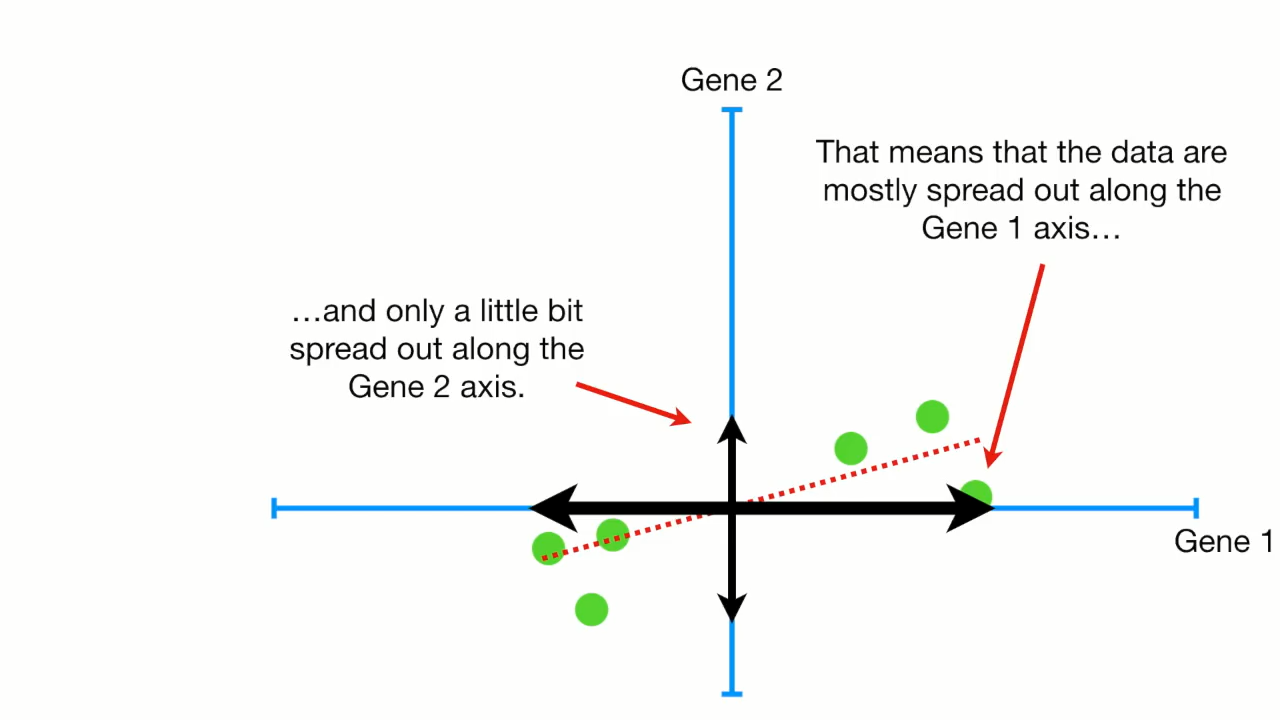 Gene 2
That means that the data are
mostly spread out along the
Gene 1 axis…
…and only a little bit
spread out along the
Gene 2 axis.
Gene 1